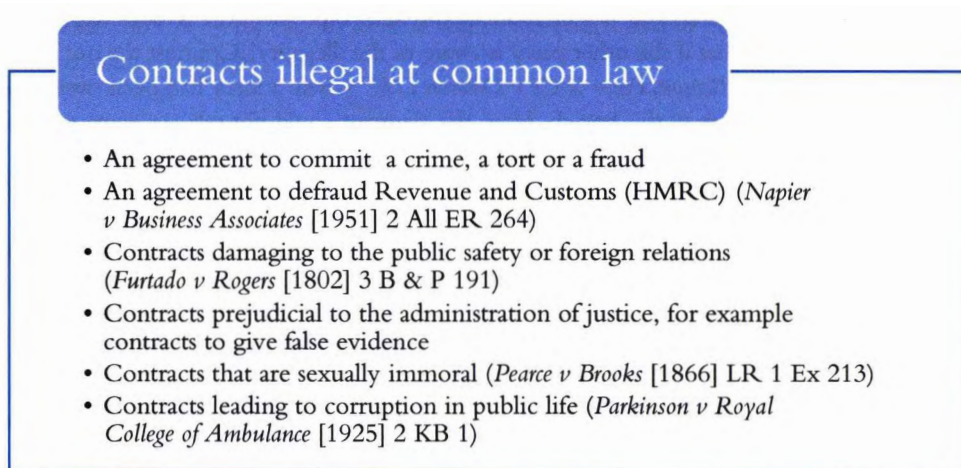 Contracts illegal at common law
• An agreement to commit a crime, a tort or a fraud
• An agreement to defraud Revenue and Customs (HMRC) (Napier
v Business Associates [1951] 2 All ER 264)
• Contracts damaging to the public safety or foreign relations
(Furtado v Rogers [1802] 3 B & P 191)
• Contracts prejudicial to the administration of justice, for example
contracts to give false evidence
• Contracts that are sexually immoral (Pearce v Brooks [1866] LR 1 Ex 213)
• Contracts leading to corruption in public life (Parkinson v Royal
College of Ambulance [1925] 2 KB 1)